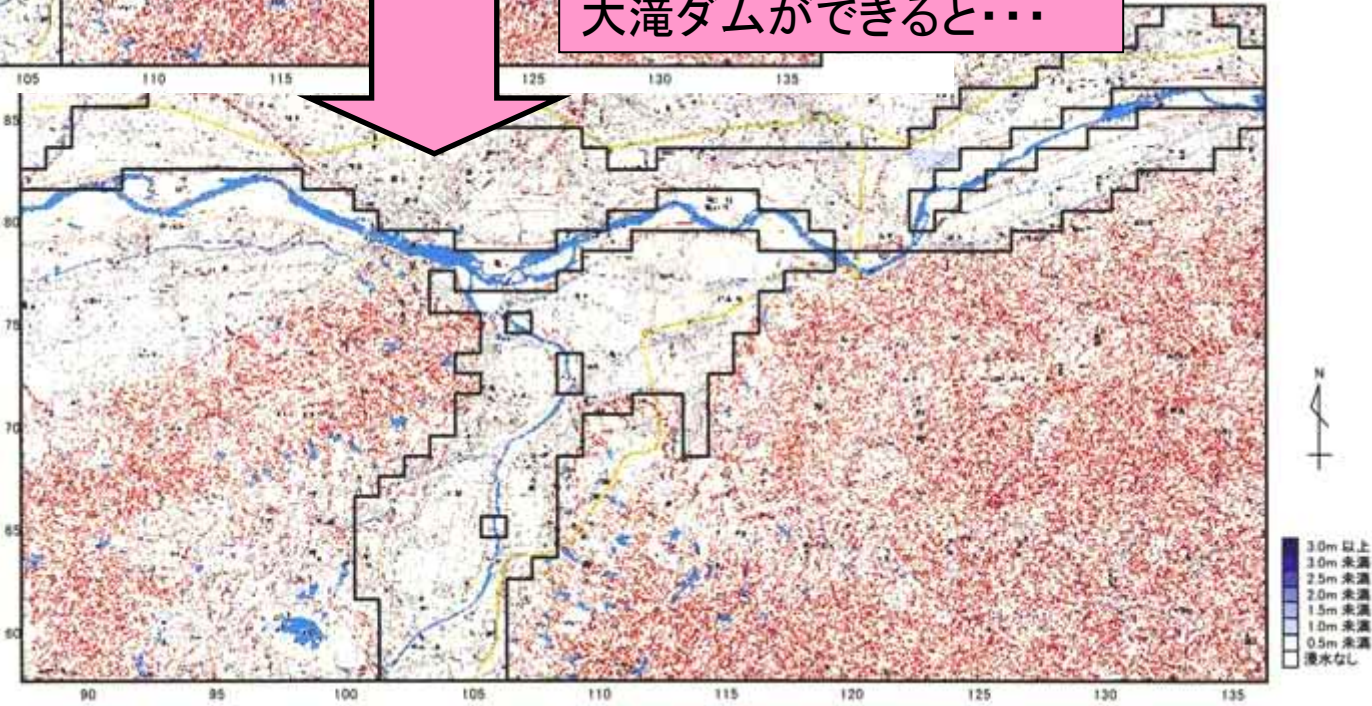 大滝ダムができると・・・
105 110 115 125 130 135
85
80
75
70
65
60
N
3.0m 以上
3.0m 未満
2.5m 未満
2.0m 未満
1.5m 未満
1.0m 未満
0.5m 未満
浸水なし
90 95 100 105 110 115 120 125 130 135